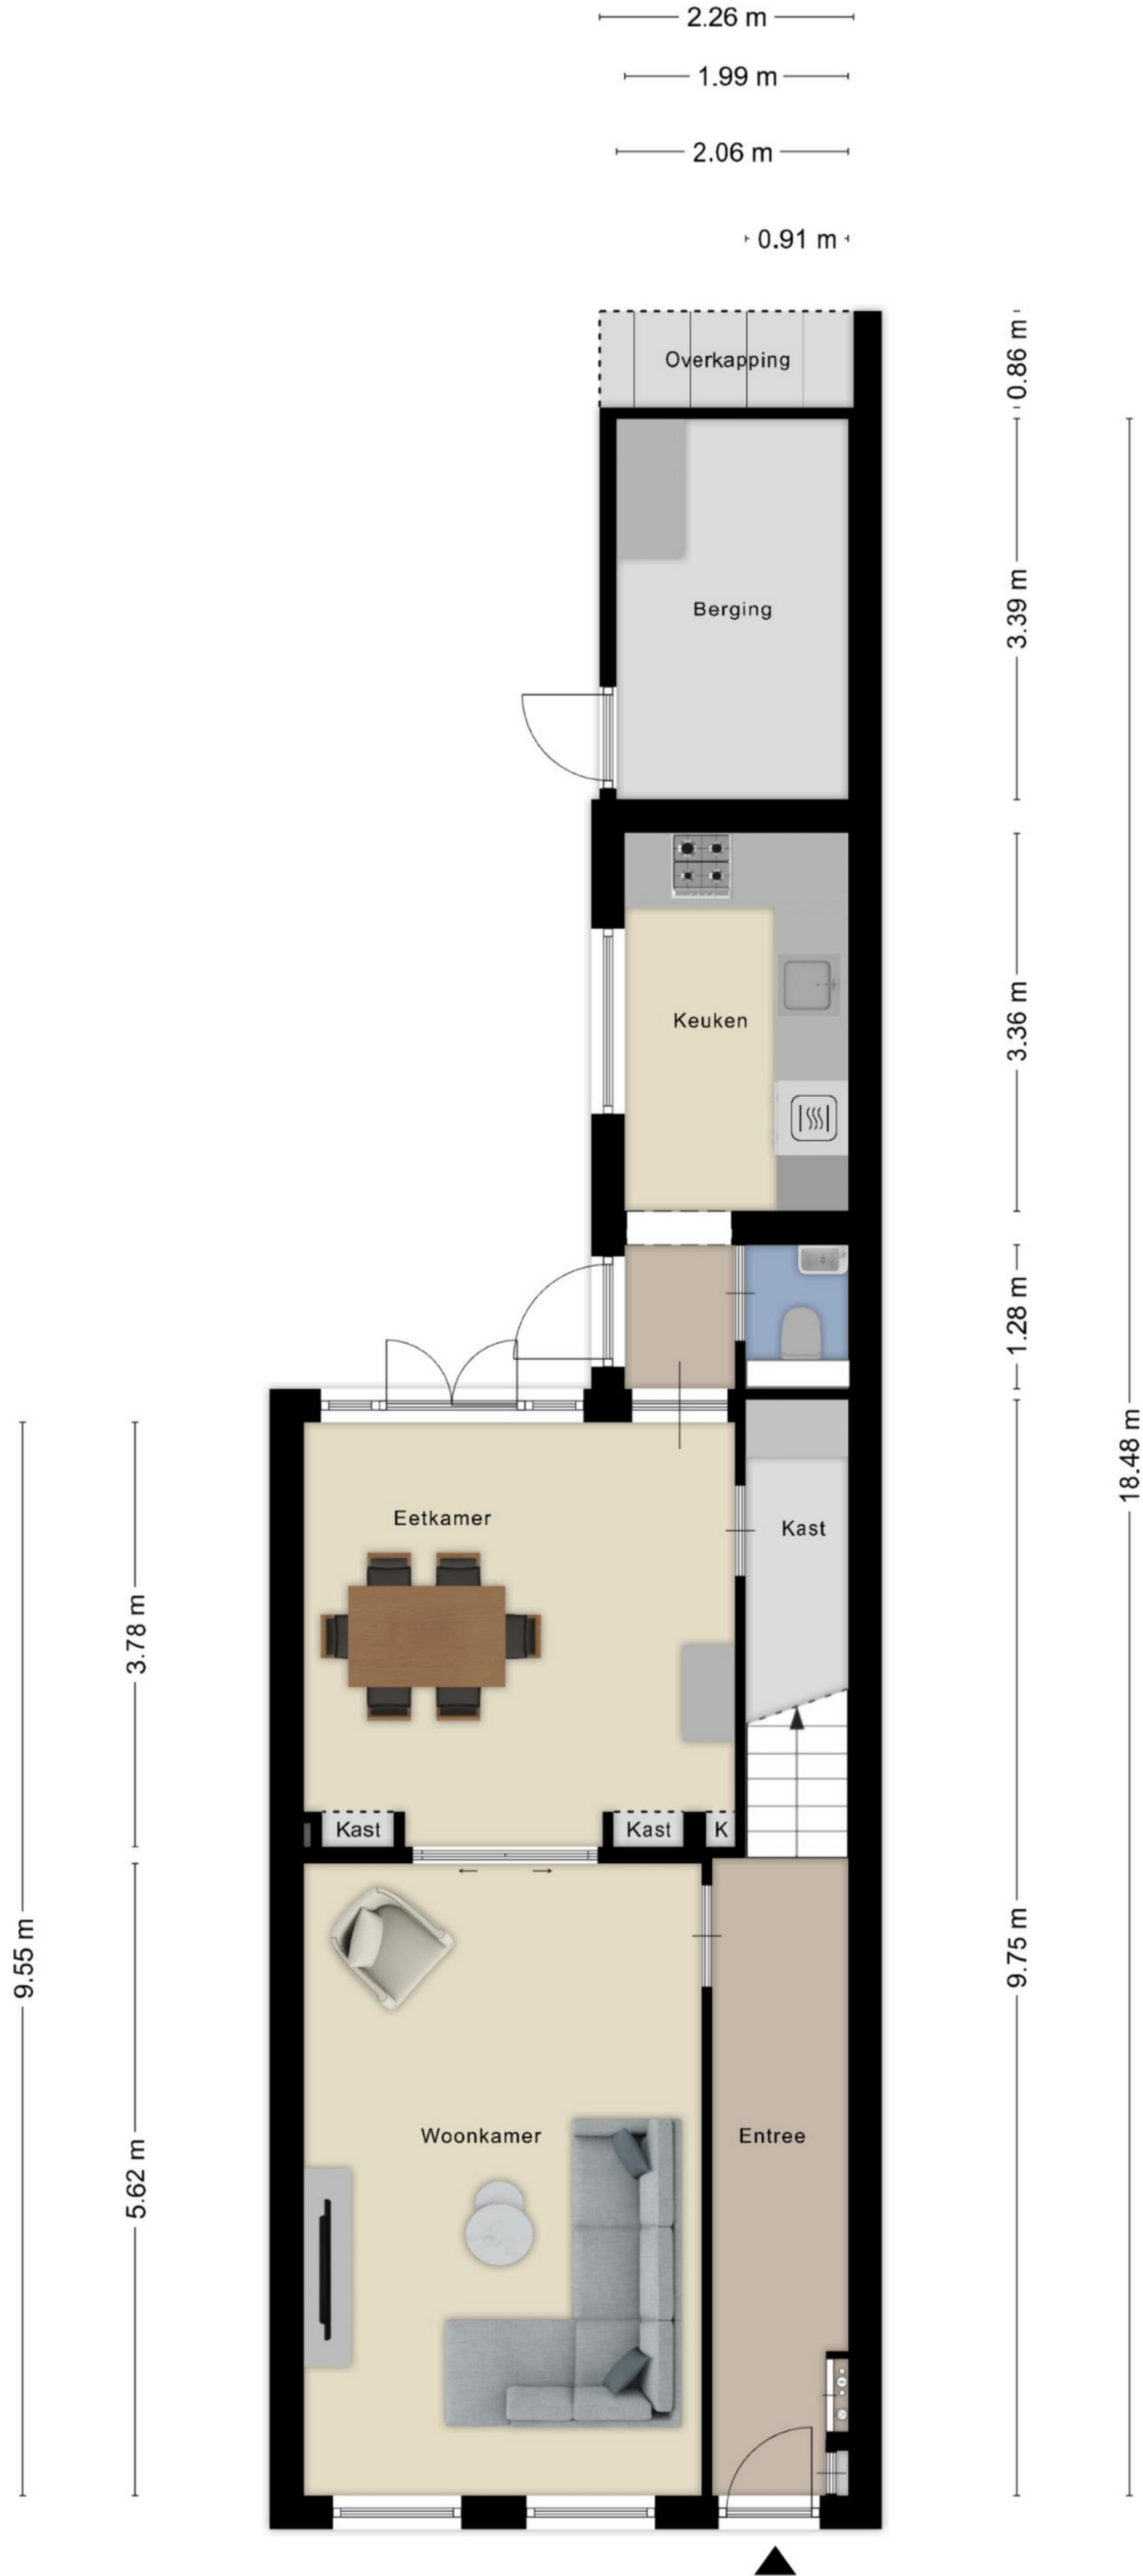 2.26 m
1.99 m
2.06 m
0.91 m
Overkapping
0.86 m
Berging
3.39 m
Keuken
3.36 m
1.28 m
18.48 m
Eetkamer
Kast
3.78 m
Kast
Kast
K
9.55 m
9.75 m
Woonkamer
Entree
5.62 m